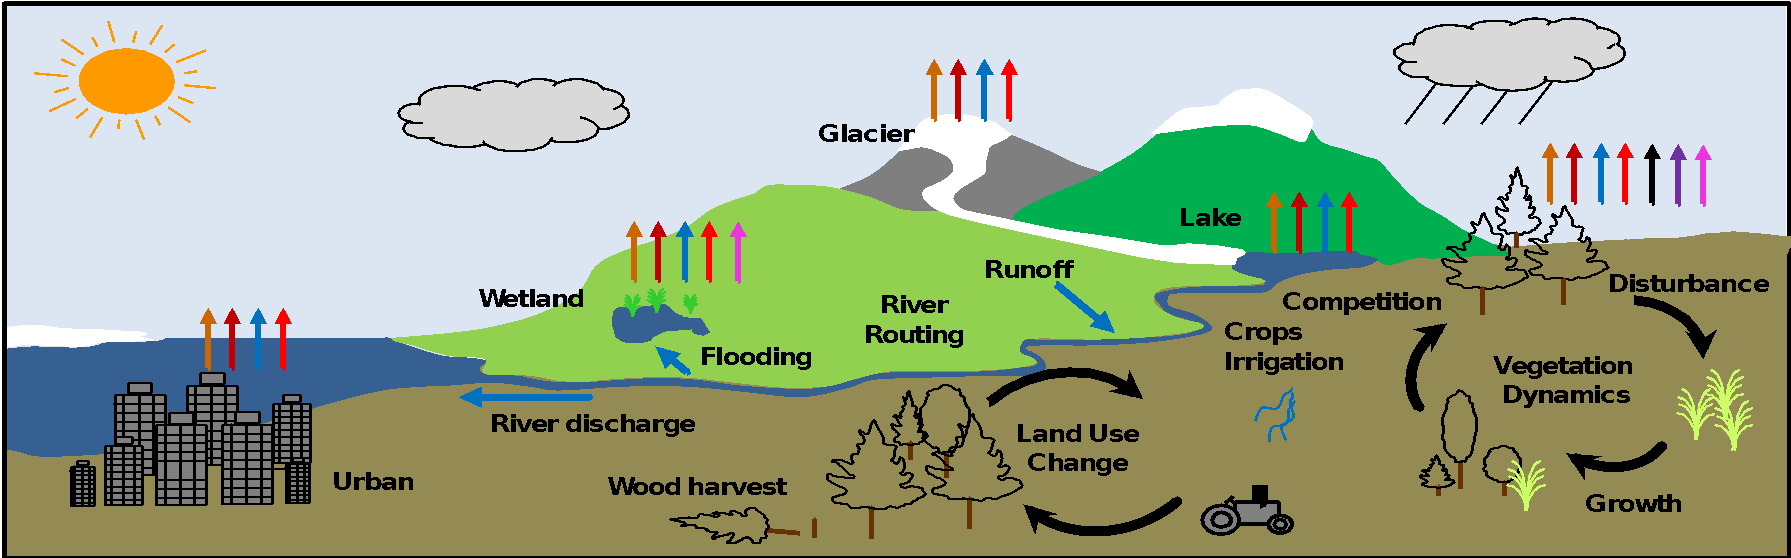 Glacier
Lake
Wetland
Runoff
River
Routing
Flooding
River discharge
Urban
Wood harvest
Land Use
Change
Crops
Irrigation
Competition
Disturbance
Vegetation
Dynamics
Growth